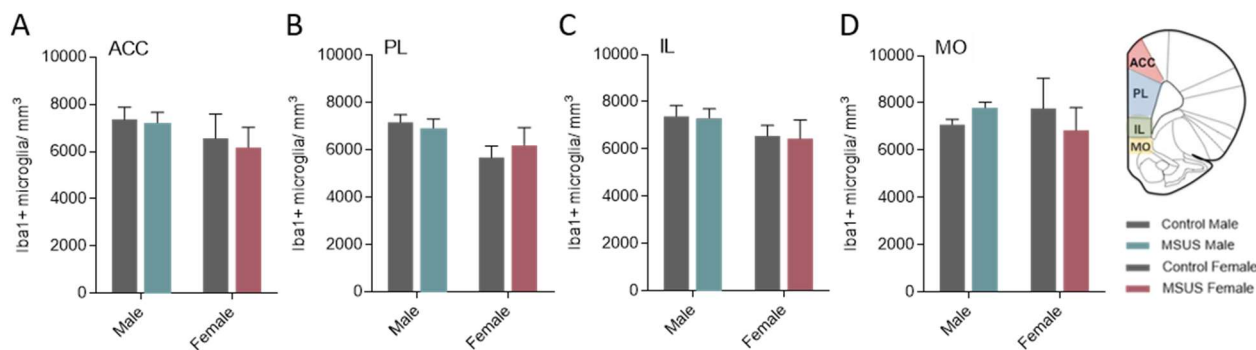 A
ACC
Iba1+ microglia/ mm³
10000
8000
6000
4000
2000
0
Male
Female
B
PL
Iba1+ microglia/ mm³
10000
8000
6000
4000
2000
0
Male
Female
C
IL
Iba1+ microglia/ mm³
10000
8000
6000
4000
2000
0
Male
Female
D
MO
Iba1+ microglia/ mm³
10000
8000
6000
4000
2000
0
Male
Female
ACC
PL
IL
MO
Control Male
MSUS Male
Control Female
MSUS Female